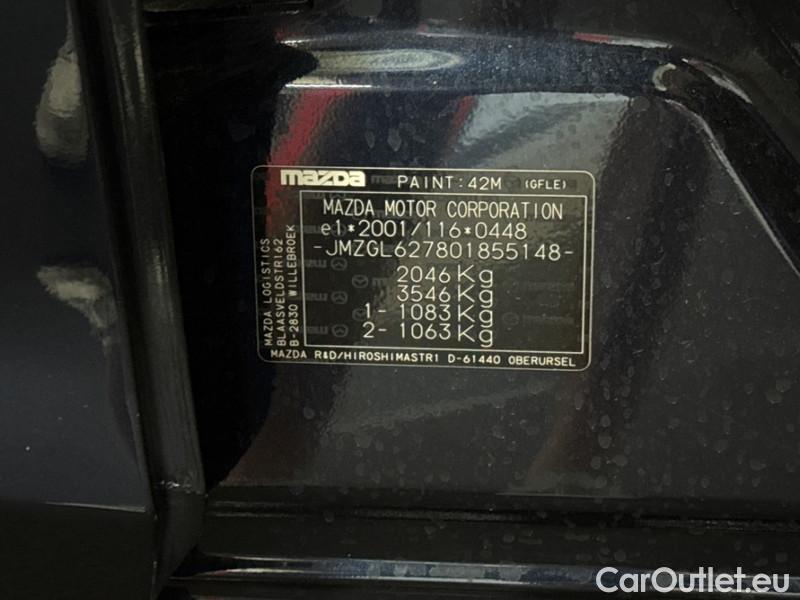 mazda PAINT:42M (GFLE)
MAZDA MOTOR CORPORATION
e1*2001/116*0448
-JMZGL627801855148-
2046Kg
3546Kg
1- 1083Kg
2- 1063Kg
MAZDA LOGISTICS
BLAASVELDSTR162
B-2830 WILLEBROEK
MAZDA R&D/HIROSHIMASTR1 D-61440 OBERURSEL
CarOutlet.eu